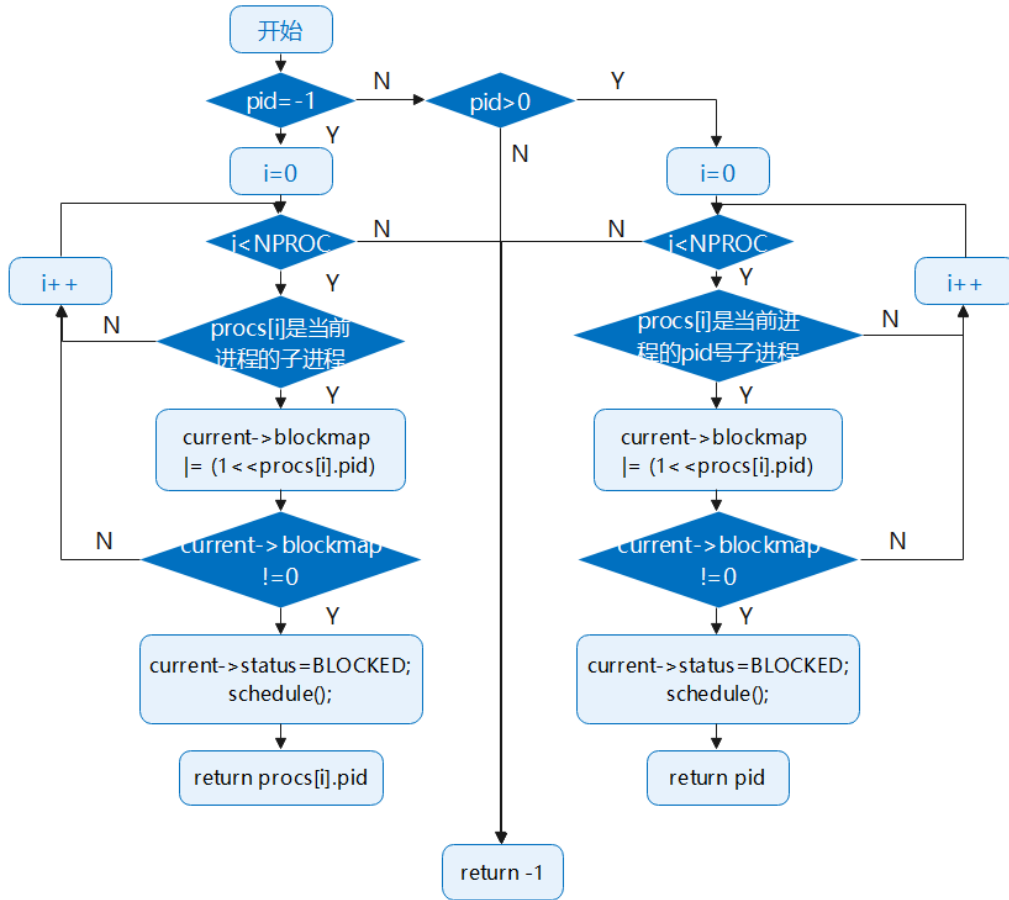 开始
pid=-1
N
pid>0
Y
Y
N
i=0
i=0
i<NPROC
N
N
i<NPROC
i++
Y
Y
i++
procs[i]是当前
进程的子进程
N
procs[i]是当前进
程的pid号子进程
N
Y
Y
current->blockmap
|= (1<<procs[i].pid)
current->blockmap
|= (1<<procs[i].pid)
N
current->blockmap
!=0
current->blockmap
!=0
N
Y
Y
current->status=BLOCKED;
schedule();
current->status=BLOCKED;
schedule();
return procs[i].pid
return pid
return -1